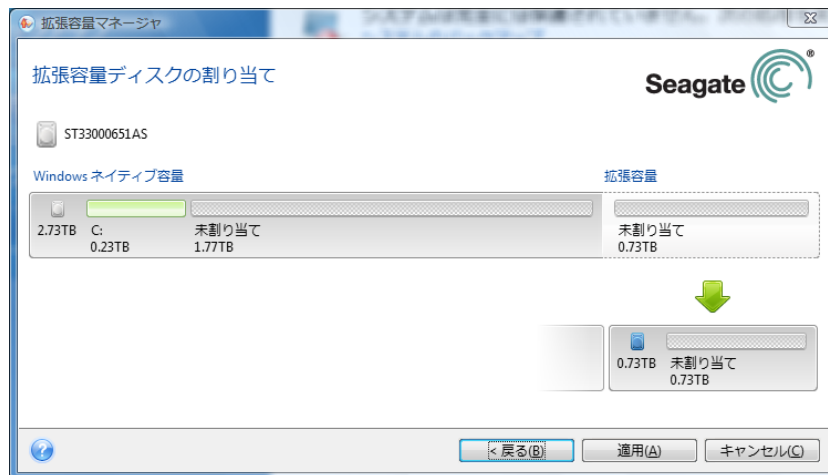 拡張容量マネージャ
拡張容量ディスクの割り当て
Seagate
ST33000651AS
Windows ネイティブ容量
拡張容量
2.73TB
C:
0.23TB
未割り当て
1.77TB
未割り当て
0.73TB
0.73TB
未割り当て
0.73TB
< 戻る(B)
適用(A)
キャンセル(C)